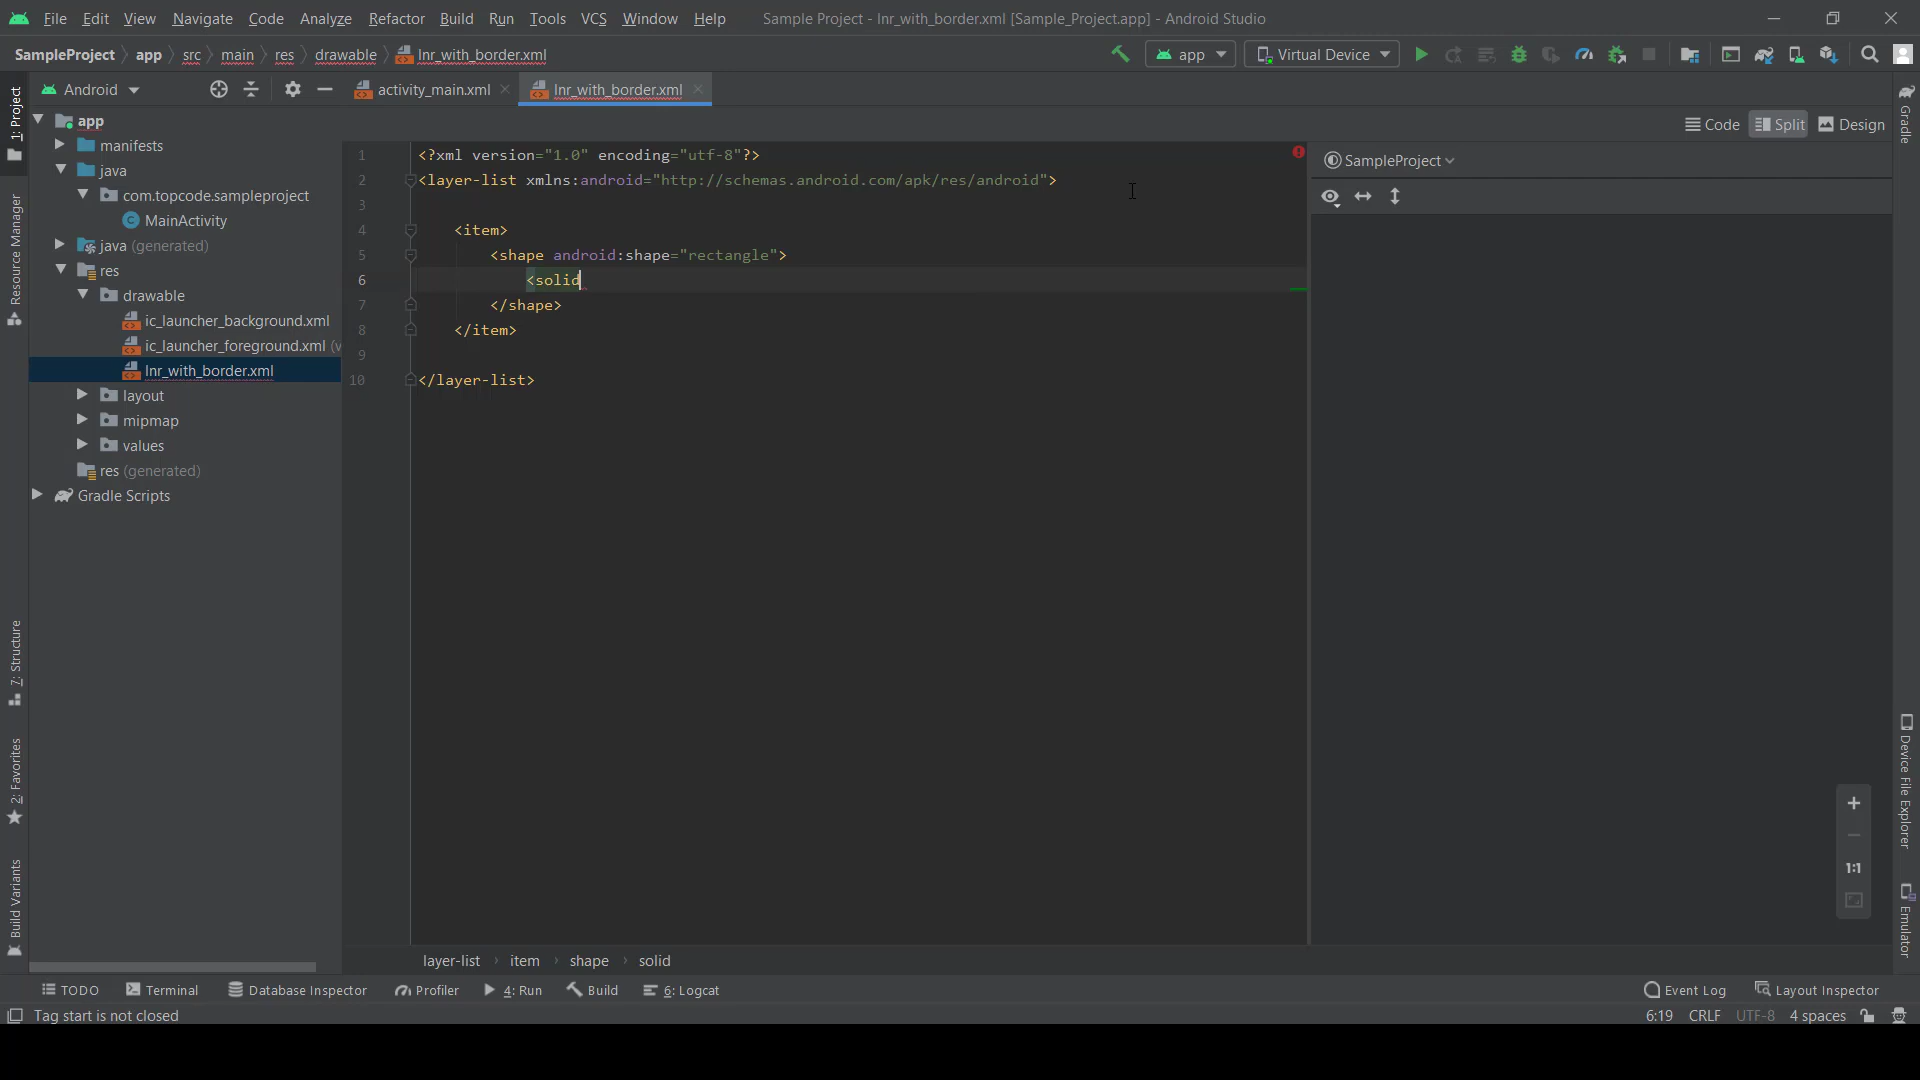 File Edit View Navigate Code Analyze Refactor Build Run Tools VCS Window Help Sample Project - lnr_with_border.xml [Sample_Project.app] - Android Studio
SampleProject app src main res drawable lnr_with_border.xml app Virtual Device
Android activity_main.xml lnr_with_border.xml
Code Split Design
1: Project
Resource Manager
7: Structure
2: Favorites
Build Variants
app
manifests
java
com.topcode.sampleproject
MainActivity
java (generated)
res
drawable
ic_launcher_background.xml
ic_launcher_foreground.xml (v
lnr_with_border.xml
layout
mipmap
values
res (generated)
Gradle Scripts
1 <?xml version="1.0" encoding="utf-8"?>
2 <layer-list xmlns:android="http://schemas.android.com/apk/res/android">
3
4 <item>
5 <shape android:shape="rectangle">
6 <solid
7 </shape>
8 </item>
9
10 </layer-list>
SampleProject
1:1
Gradle
Device File Explorer
Emulator
layer-list item shape solid
TODO Terminal Database Inspector Profiler 4: Run Build 6: Logcat Event Log Layout Inspector
Tag start is not closed 6:19 CRLF UTF-8 4 spaces